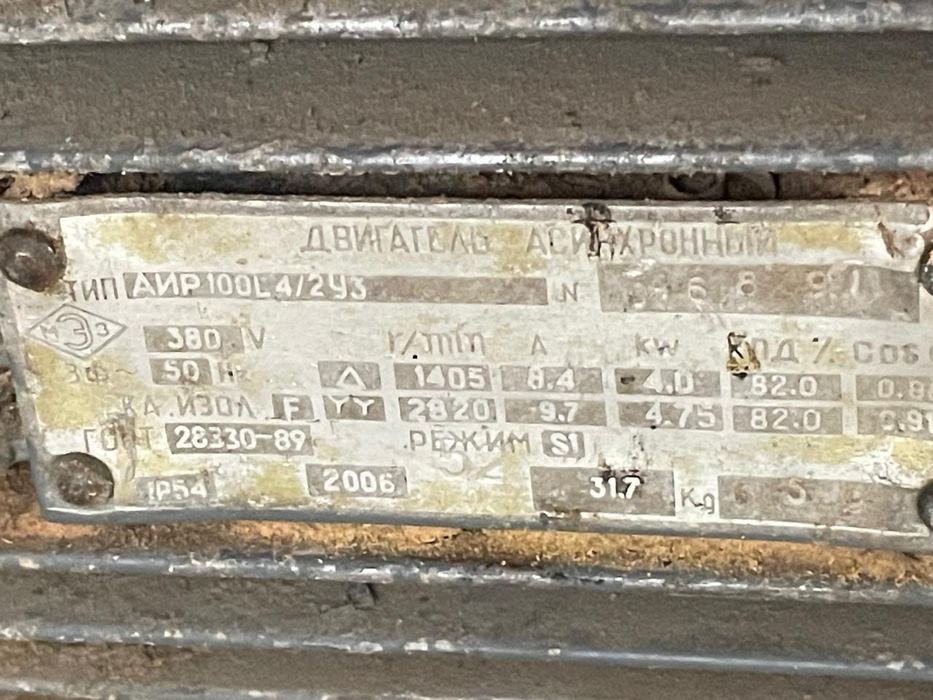 ДВИГАТЕЛЬ АСИНХРОННЫЙ
ТИП АИР100L4/2У3 N
МЭЗ 380 V r/min A kW КПД % cos
3Ф~ 50 Hz △ 1405 8.4 4.0 82.0
КЛ.ИЗОЛ F YY 2820 9.7 4.75 82.0
ГОСТ 28330-89 РЕЖИМ S1
IP54 2006 31.7 Kg